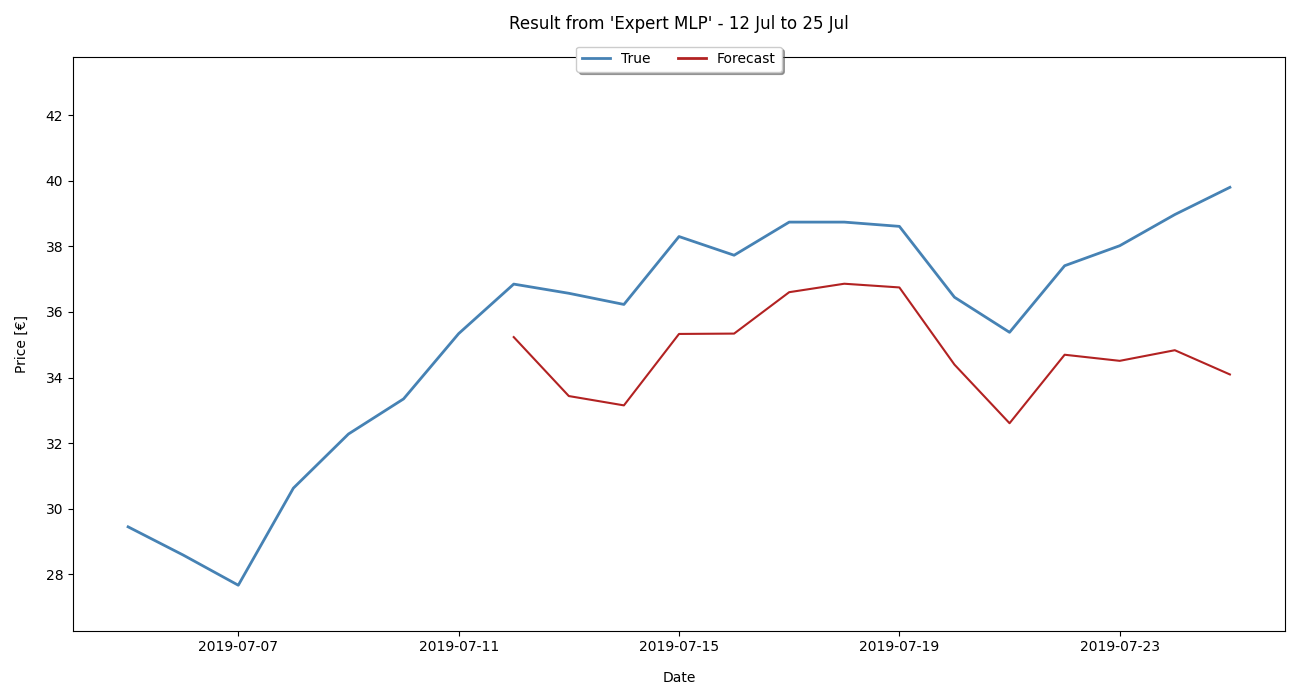 Result from 'Expert MLP' - 12 Jul to 25 Jul
True Forecast
42
40
38
36
34
32
30
28
Price [€]
2019-07-07 2019-07-11 2019-07-15 2019-07-19 2019-07-23
Date